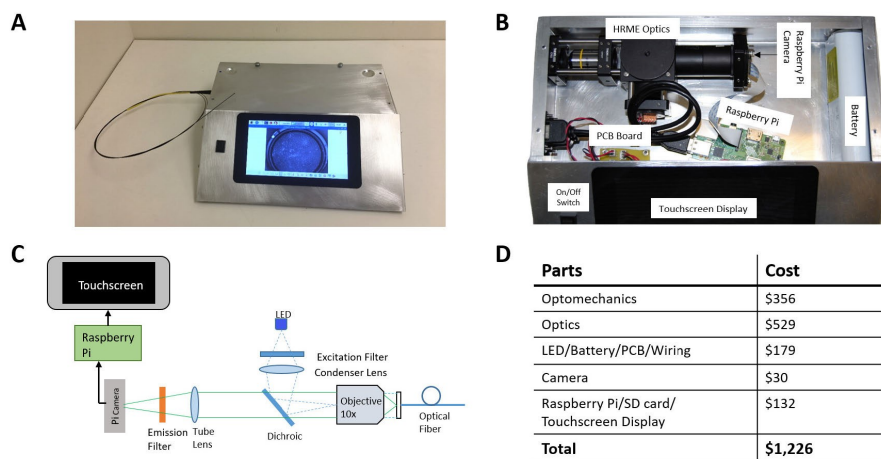 A
B
HRME Optics
Raspberry Pi
Camera
Raspberry Pi
PCB Board
Battery
On/Off
Switch
Touchscreen Display
C
Touchscreen
Raspberry
Pi
Pi Camera
LED
Excitation Filter
Condenser Lens
Emission
Filter
Tube
Lens
Dichroic
Objective
10x
Optical
Fiber
D
Parts Cost
Optomechanics $356
Optics $529
LED/Battery/PCB/Wiring $179
Camera $30
Raspberry Pi/SD card/ $132
Touchscreen Display
Total $1,226